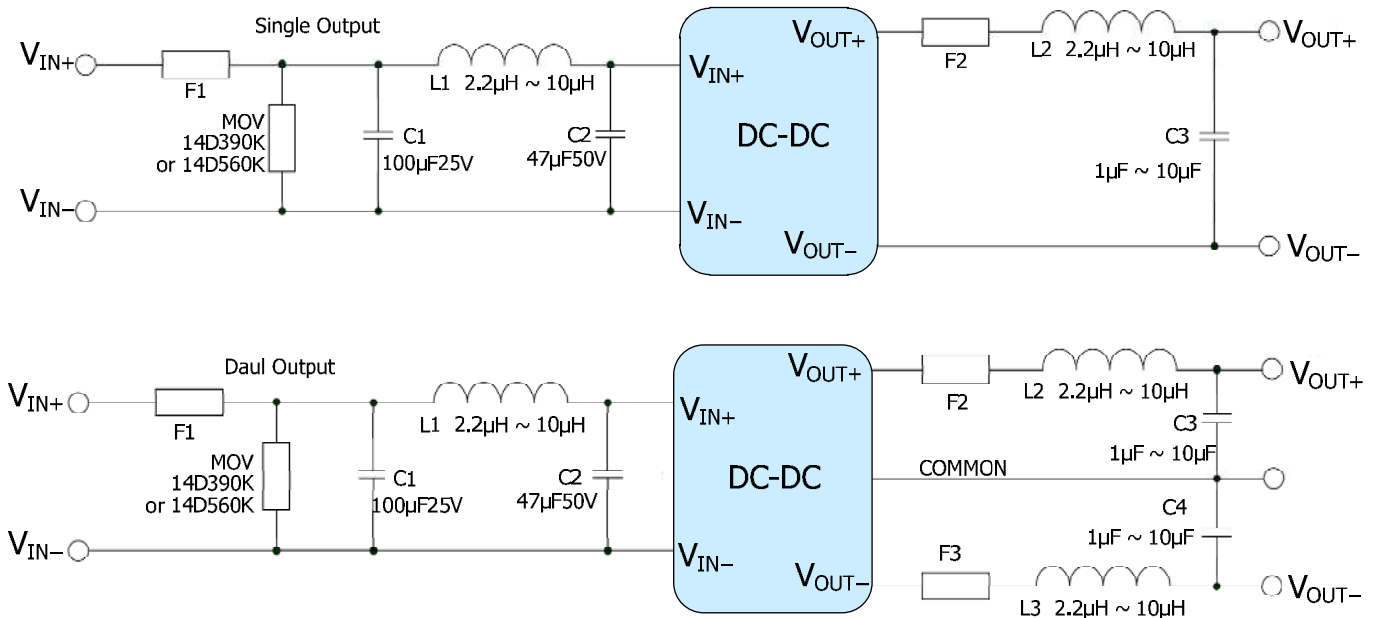 Single Output
VIN+
F1
MOV
14D390K
or 14D560K
C1
100µF25V
L1 2.2µH ~ 10µH
C2
47µF50V
VIN−
VIN+
DC-DC
VIN−
VOUT+
VOUT−
F2
L2 2.2µH ~ 10µH
C3
1µF ~ 10µF
VOUT+
VOUT−
Daul Output
VIN+
F1
MOV
14D390K
or 14D560K
C1
100µF25V
L1 2.2µH ~ 10µH
C2
47µF50V
VIN−
VIN+
DC-DC
VIN−
VOUT+
VOUT−
F2
L2 2.2µH ~ 10µH
C3
1µF ~ 10µF
COMMON
C4
1µF ~ 10µF
F3
L3 2.2µH ~ 10µH
VOUT+
VOUT−